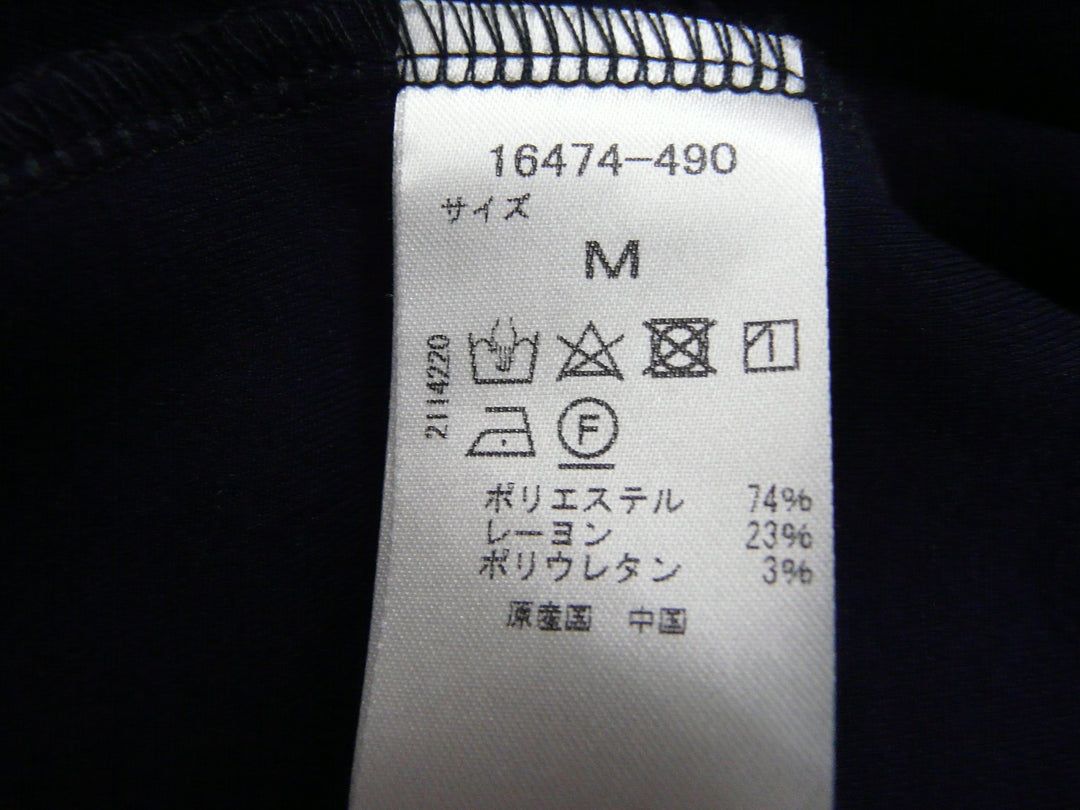 16474-490
サイズ
M
2114220
F
ポリエステル 74%
レーヨン 23%
ポリウレタン 3%
原産国 中国